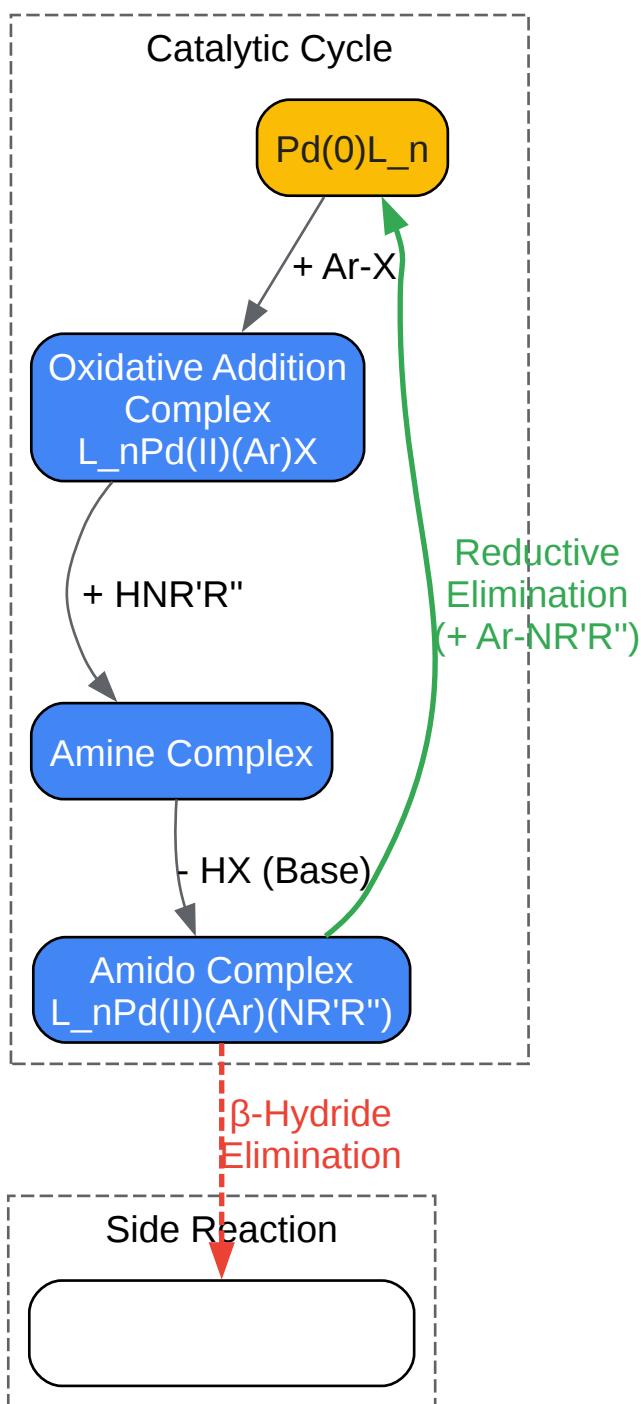 Catalytic Cycle
Pd(0)L_n
+ Ar-X
Oxidative Addition
Complex
L_nPd(II)(Ar)X
Reductive
Elimination
(+ Ar-NR'R")
+ HNR'R"
Amine Complex
- HX (Base)
Amido Complex
L_nPd(II)(Ar)(NR'R")
β-Hydride
Elimination
Side Reaction